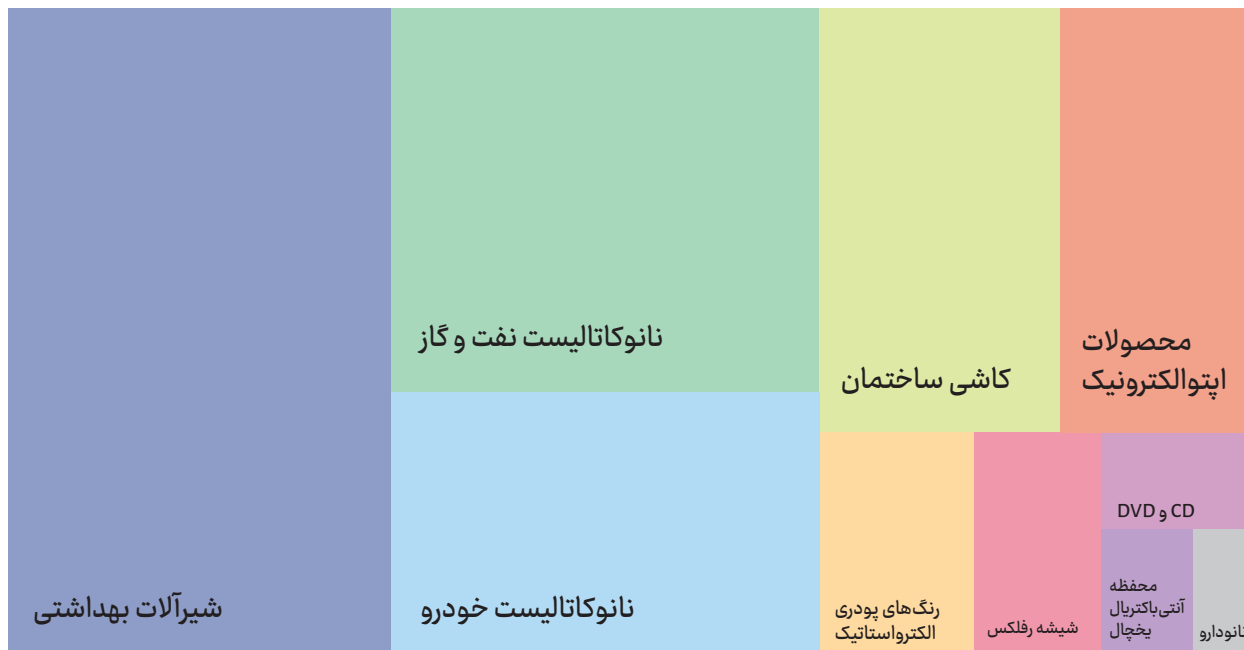 نانوکاتالیست نفت و گاز
محصولات
اپتوالکترونیک
کاشی ساختمان
CD و DVD
شیرآلات بهداشتی
نانوکاتالیست خودرو
رنگ‌های پودری
الکترواستاتیک
شیشه رفلکس
محفظه
آنتی‌باکتریال
یخچال
نانودارو